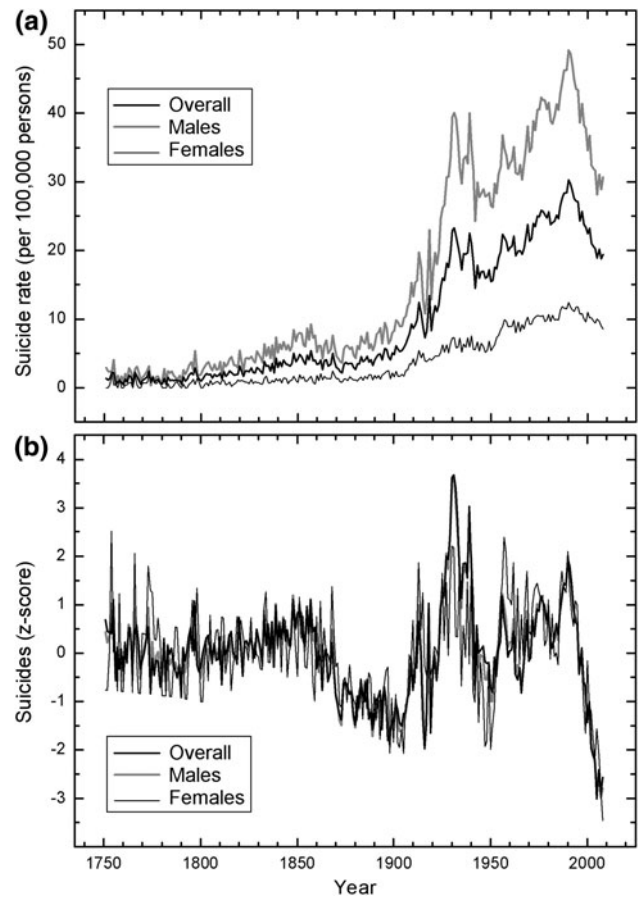 (a)
Suicide rate (per 100,000 persons)
50
40
30
20
10
0
Overall
Males
Females
(b)
Suicides (z-score)
4
3
2
1
0
-1
-2
-3
Overall
Males
Females
1750 1800 1850 1900 1950 2000
Year